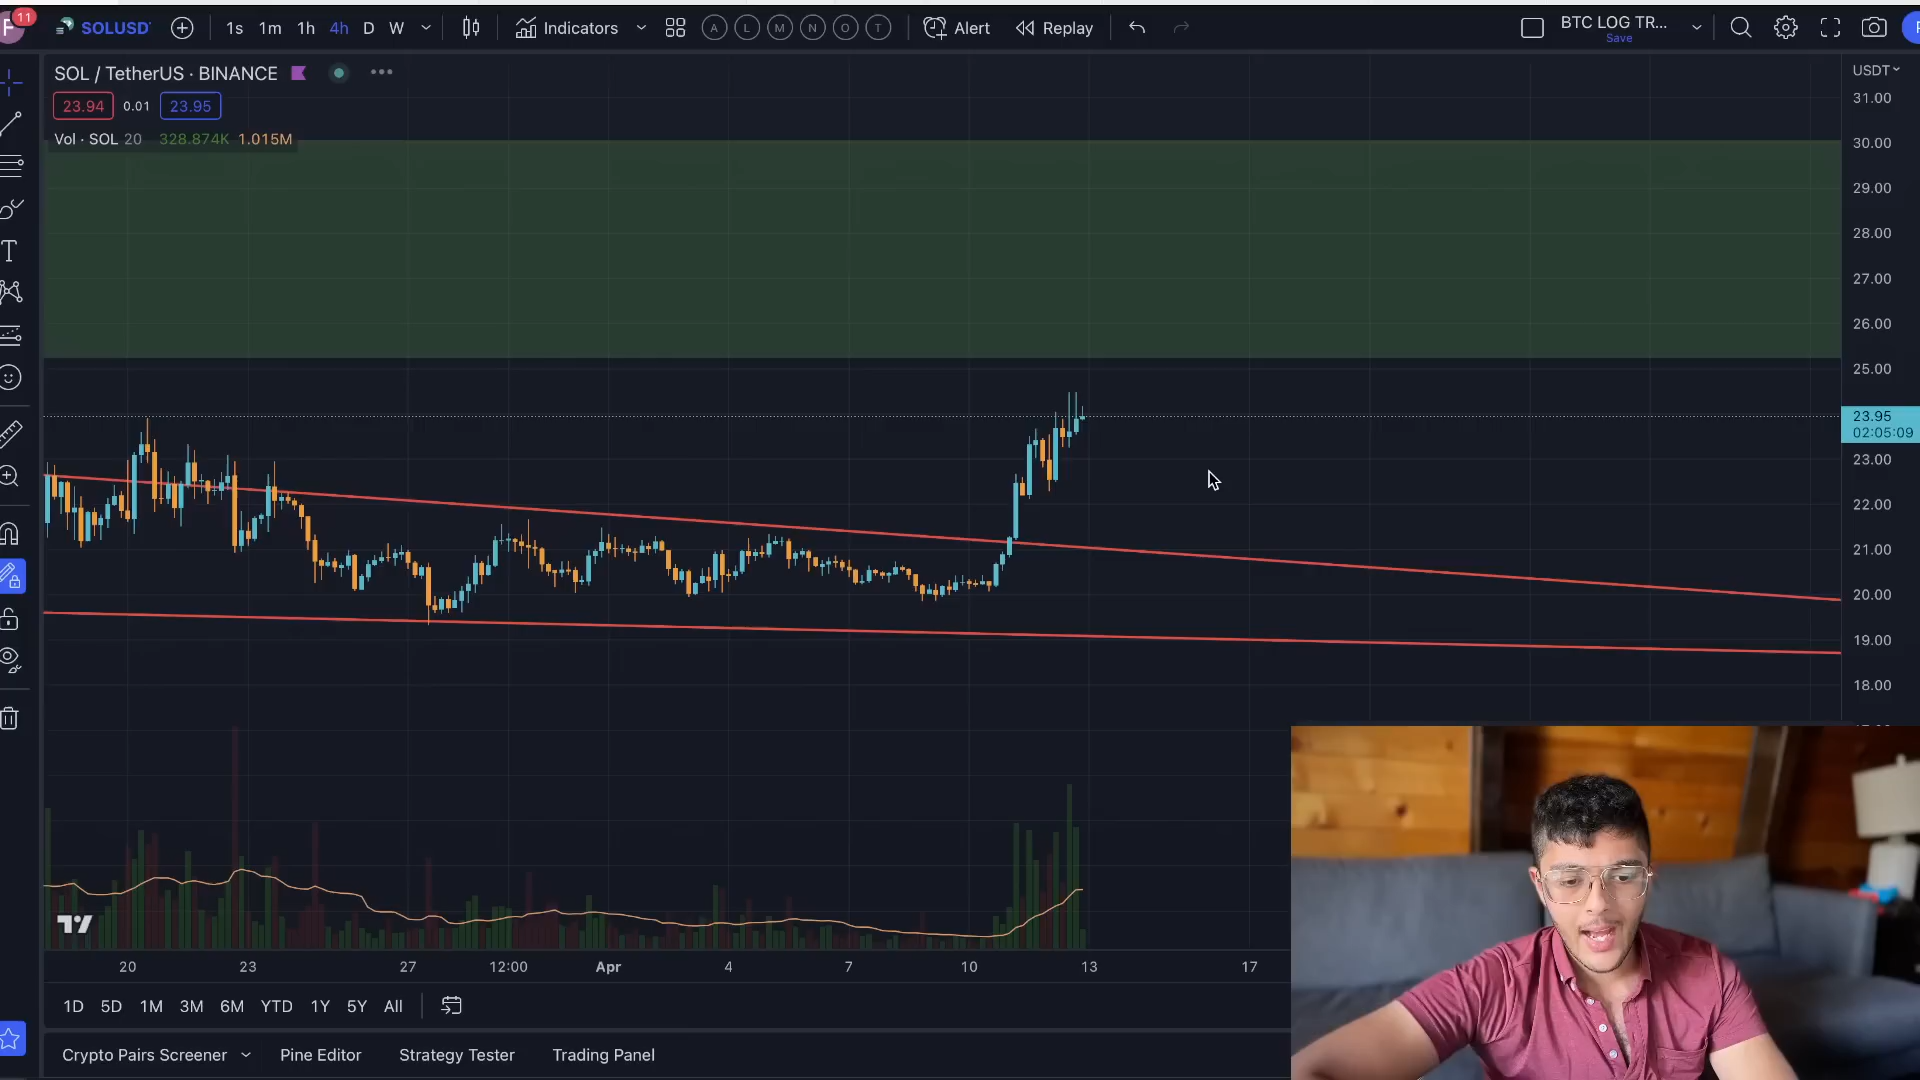 11
F
SOLUSD
1s 1m 1h 4h D W
Indicators
A L M N O T
Alert
Replay
BTC LOG TR...
Save
SOL / TetherUS · BINANCE
USDT
23.94 0.01 23.95
Vol · SOL 20 328.874K 1.015M
31.00
30.00
29.00
28.00
27.00
26.00
25.00
23.95
02:05:09
23.00
22.00
21.00
20.00
19.00
18.00
20 23 27 12:00 Apr 4 7 10 13 17
1D 5D 1M 3M 6M YTD 1Y 5Y All
Crypto Pairs Screener Pine Editor Strategy Tester Trading Panel